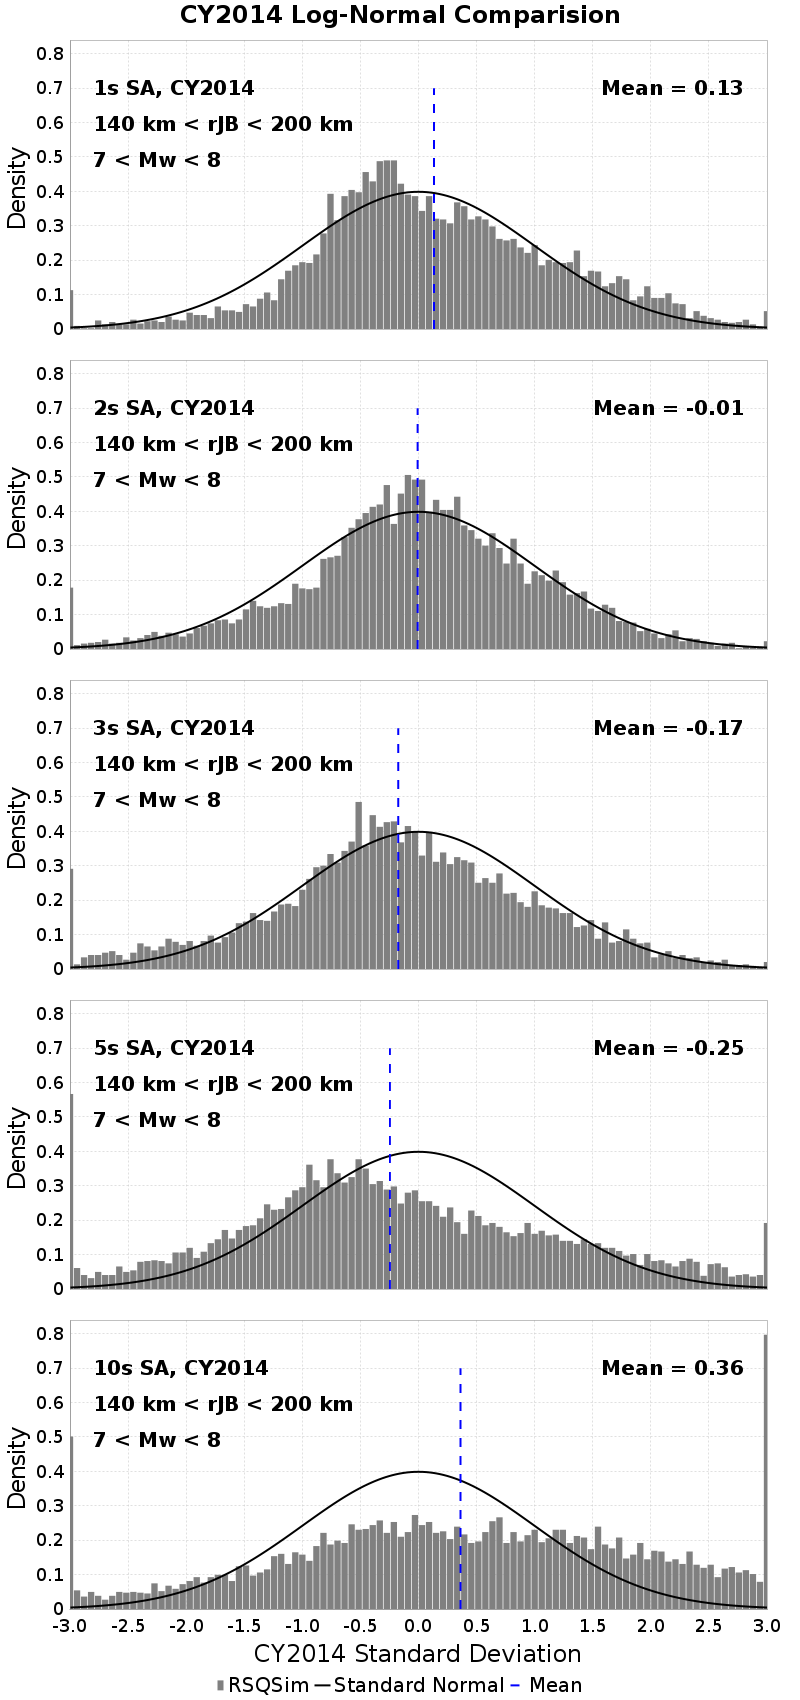 CY2014 Log-Normal Comparision
0.8
0.7
0.6
0.5
0.4
0.3
0.2
0.1
0
Density
1s SA, CY2014
140 km < rJB < 200 km
7 < Mw < 8
Mean = 0.13
0.8
0.7
0.6
0.5
0.4
0.3
0.2
0.1
0
Density
2s SA, CY2014
140 km < rJB < 200 km
7 < Mw < 8
Mean = -0.01
0.8
0.7
0.6
0.5
0.4
0.3
0.2
0.1
0
Density
3s SA, CY2014
140 km < rJB < 200 km
7 < Mw < 8
Mean = -0.17
0.8
0.7
0.6
0.5
0.4
0.3
0.2
0.1
0
Density
5s SA, CY2014
140 km < rJB < 200 km
7 < Mw < 8
Mean = -0.25
0.8
0.7
0.6
0.5
0.4
0.3
0.2
0.1
0
Density
10s SA, CY2014
140 km < rJB < 200 km
7 < Mw < 8
Mean = 0.36
-3.0 -2.5 -2.0 -1.5 -1.0 -0.5 0.0 0.5 1.0 1.5 2.0 2.5 3.0
CY2014 Standard Deviation
RSQSim Standard Normal Mean